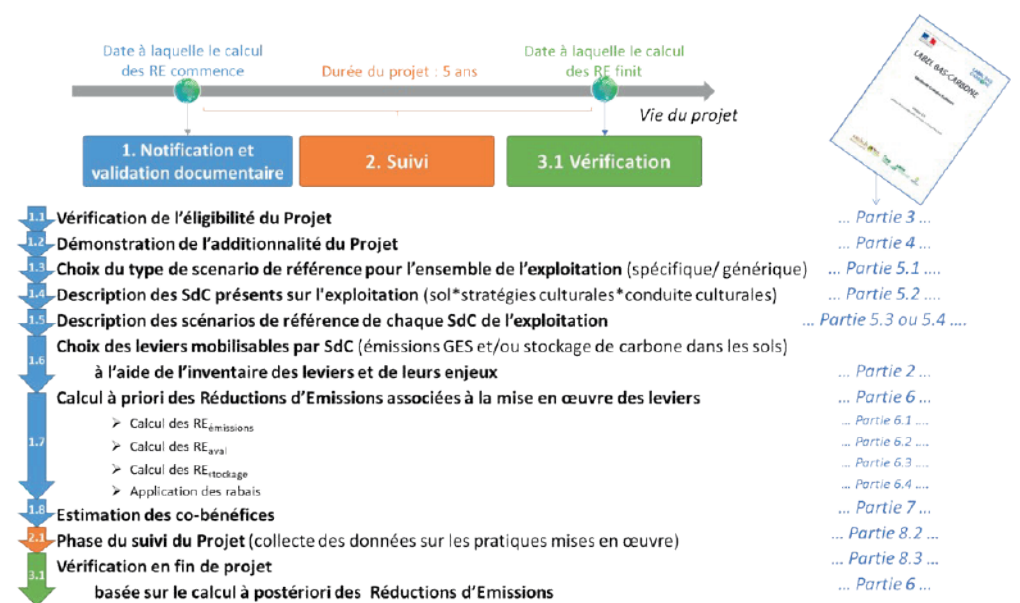 Date à laquelle le calcul
des RE commence
Durée du projet : 5 ans
Date à laquelle le calcul
des RE finit
Vie du projet
LABEL BAS-CARBONE
1. Notification et
validation documentaire
2. Suivi
3.1 Vérification
1.1 Vérification de l'éligibilité du Projet ... Partie 3 ...
1.2 Démonstration de l'additionnalité du Projet ... Partie 4 ...
1.3 Choix du type de scenario de référence pour l'ensemble de l'exploitation (spécifique/ générique) ... Partie 5.1 ....
1.4 Description des SdC présents sur l'exploitation (sol*stratégies culturales*conduite culturales) ... Partie 5.2 ....
1.5 Description des scénarios de référence de chaque SdC de l'exploitation ... Partie 5.3 ou 5.4 ....
1.6 Choix des leviers mobilisables par SdC (émissions GES et/ou stockage de carbone dans les sols)
à l'aide de l'inventaire des leviers et de leurs enjeux ... Partie 2 ...
1.7 Calcul à priori des Réductions d'Emissions associées à la mise en œuvre des leviers ... Partie 6 ...
➢ Calcul des REémissions ... Partie 6.1 ....
➢ Calcul des REaval ... Partie 6.2 ....
➢ Calcul des REstockage ... Partie 6.3 ....
➢ Application des rabais ... Partie 6.4 ....
1.8 Estimation des co-bénéfices ... Partie 7 ...
2.1 Phase du suivi du Projet (collecte des données sur les pratiques mises en œuvre) ... Partie 8.2 ...
3.1 Vérification en fin de projet ... Partie 8.3 ...
basée sur le calcul à postériori des Réductions d'Emissions ... Partie 6 ...